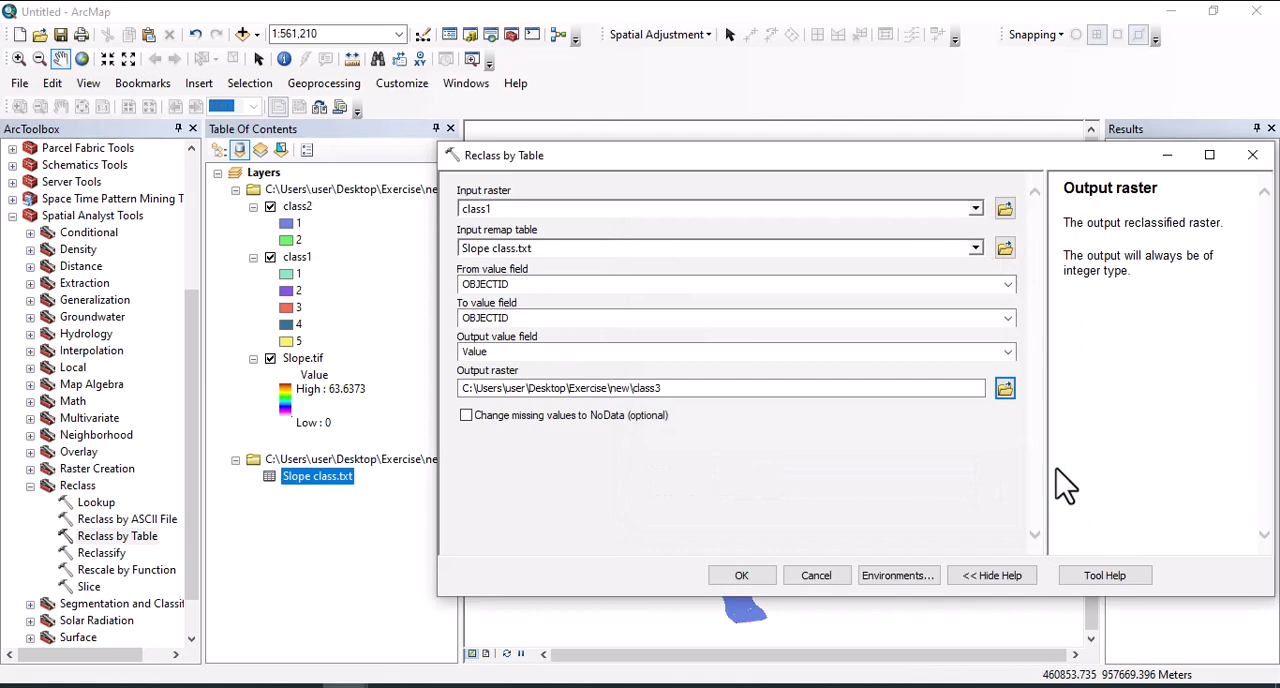 Untitled - ArcMap
1:561,210
Spatial Adjustment
Snapping
File Edit View Bookmarks Insert Selection Geoprocessing Customize Windows Help
ArcToolbox
Parcel Fabric Tools
Schematics Tools
Server Tools
Space Time Pattern Mining T
Spatial Analyst Tools
Conditional
Density
Distance
Extraction
Generalization
Groundwater
Hydrology
Interpolation
Local
Map Algebra
Math
Multivariate
Neighborhood
Overlay
Raster Creation
Reclass
Lookup
Reclass by ASCII File
Reclass by Table
Reclassify
Rescale by Function
Slice
Segmentation and Classif
Solar Radiation
Surface
Table Of Contents
Layers
C:\Users\user\Desktop\Exercise\ne
class2
1
2
class1
1
2
3
4
5
Slope.tif
Value
High : 63.6373
Low : 0
C:\Users\user\Desktop\Exercise\ne
Slope class.txt
Results
Reclass by Table
Input raster
class1
Input remap table
Slope class.txt
From value field
OBJECTID
To value field
OBJECTID
Output value field
Value
Output raster
C:\Users\user\Desktop\Exercise\new\class3
Change missing values to NoData (optional)
OK Cancel Environments... << Hide Help Tool Help
Output raster
The output reclassified raster.
The output will always be of
integer type.
460853.735 957669.396 Meters